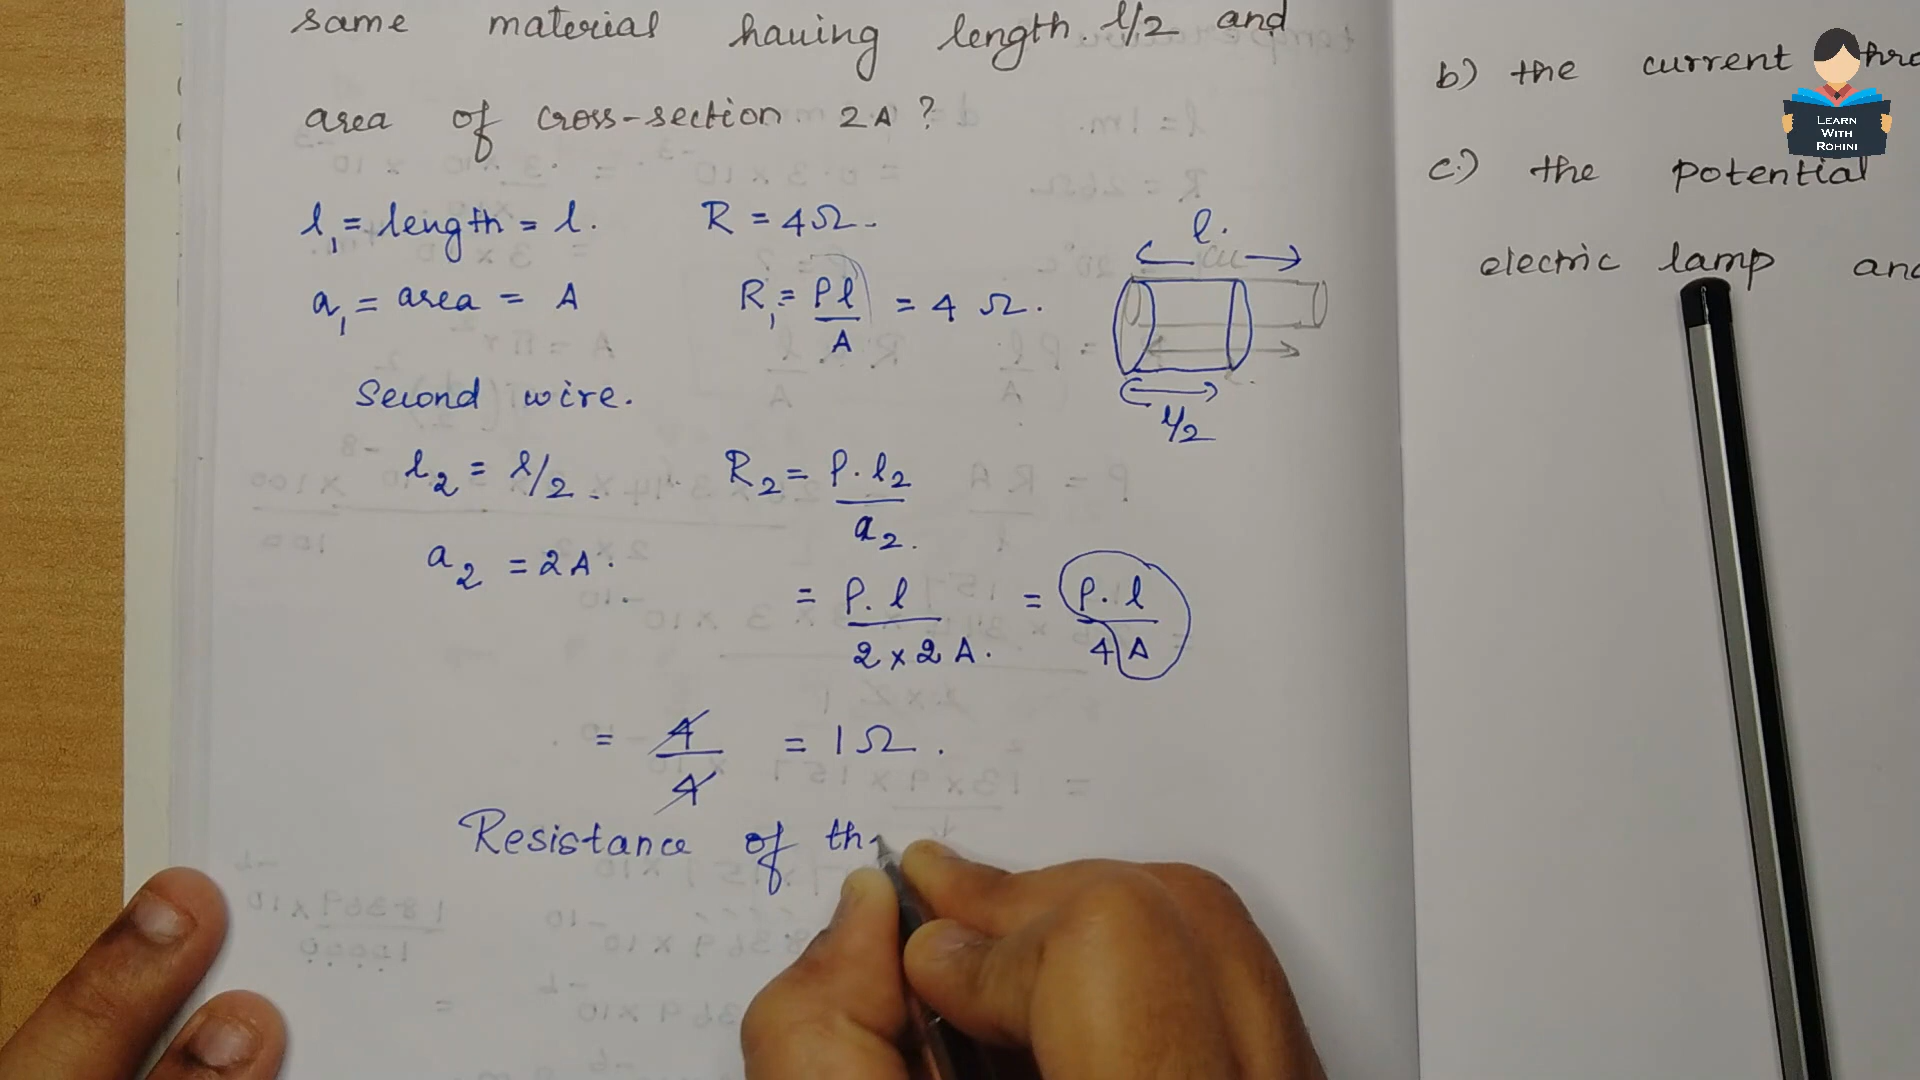 same material having length l/2 and
area of cross-section 2A?
l₁ = length = l. R = 4Ω.
a₁ = area = A R₁ = ρl/A = 4 Ω.
l.
l/2
Second wire.
l₂ = l/2. R₂ = ρ.l₂/a₂.
a₂ = 2A.
= ρ.l/2×2A. = ρ.l/4A
= 4/4 = 1Ω.
Resistance of th
b) the current thro
c.) the potential
electric lamp and
LEARN
WITH
ROHINI